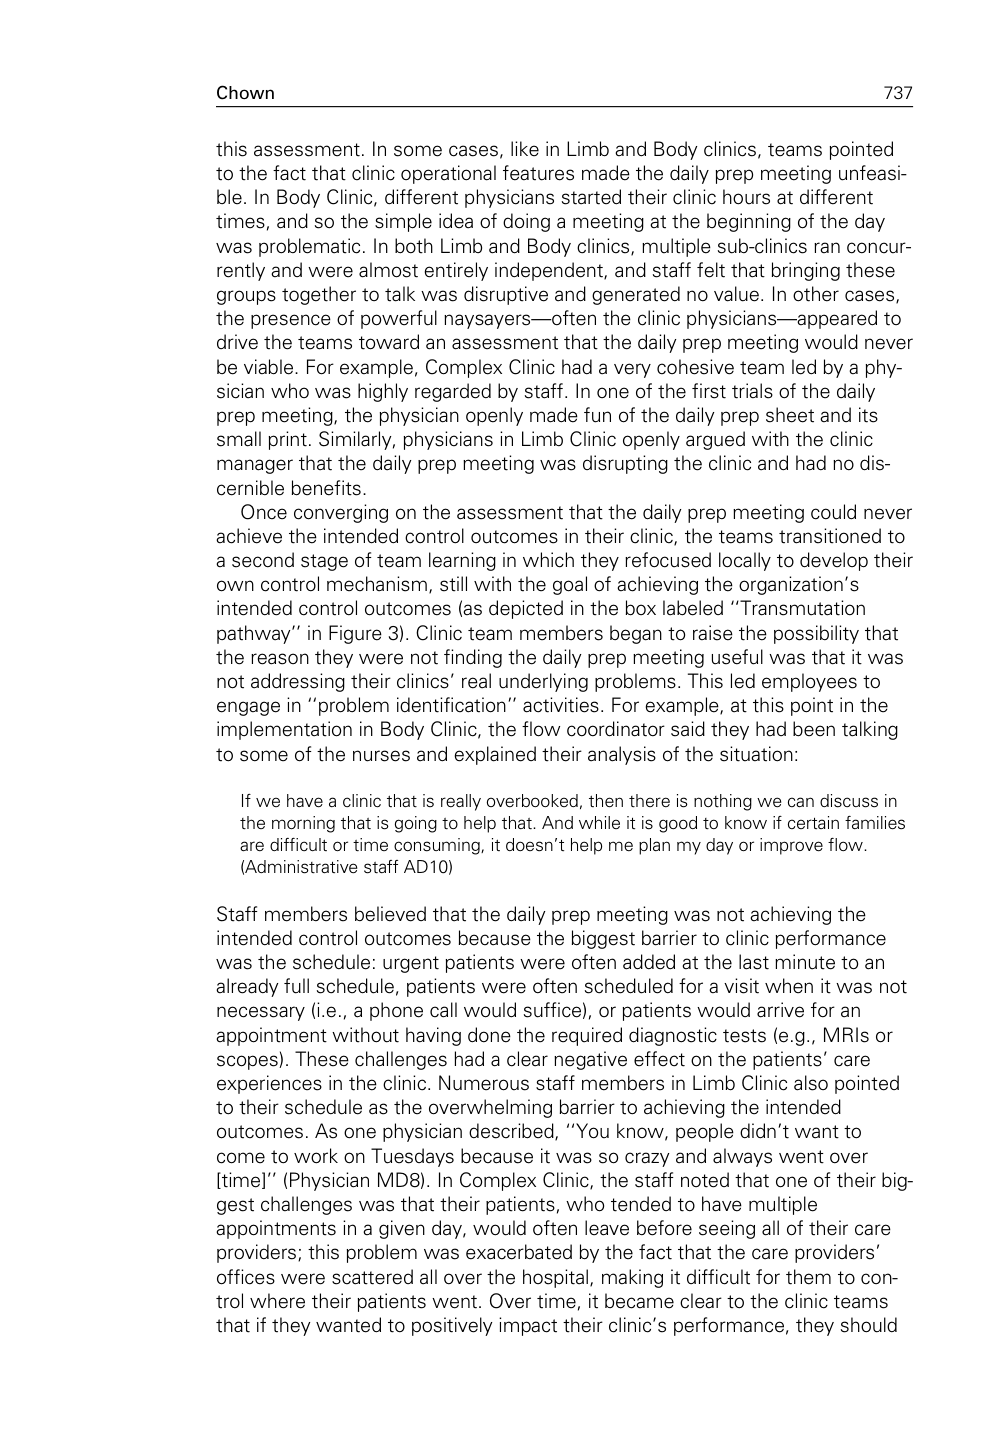 Chown 737
this assessment. In some cases, like in Limb and Body clinics, teams pointed
to the fact that clinic operational features made the daily prep meeting unfeasi-
ble. In Body Clinic, different physicians started their clinic hours at different
times, and so the simple idea of doing a meeting at the beginning of the day
was problematic. In both Limb and Body clinics, multiple sub-clinics ran concur-
rently and were almost entirely independent, and staff felt that bringing these
groups together to talk was disruptive and generated no value. In other cases,
the presence of powerful naysayers—often the clinic physicians—appeared to
drive the teams toward an assessment that the daily prep meeting would never
be viable. For example, Complex Clinic had a very cohesive team led by a phy-
sician who was highly regarded by staff. In one of the first trials of the daily
prep meeting, the physician openly made fun of the daily prep sheet and its
small print. Similarly, physicians in Limb Clinic openly argued with the clinic
manager that the daily prep meeting was disrupting the clinic and had no dis-
cernible benefits.
Once converging on the assessment that the daily prep meeting could never
achieve the intended control outcomes in their clinic, the teams transitioned to
a second stage of team learning in which they refocused locally to develop their
own control mechanism, still with the goal of achieving the organization's
intended control outcomes (as depicted in the box labeled ''Transmutation
pathway'' in Figure 3). Clinic team members began to raise the possibility that
the reason they were not finding the daily prep meeting useful was that it was
not addressing their clinics' real underlying problems. This led employees to
engage in ''problem identification'' activities. For example, at this point in the
implementation in Body Clinic, the flow coordinator said they had been talking
to some of the nurses and explained their analysis of the situation:
If we have a clinic that is really overbooked, then there is nothing we can discuss in
the morning that is going to help that. And while it is good to know if certain families
are difficult or time consuming, it doesn't help me plan my day or improve flow.
(Administrative staff AD10)
Staff members believed that the daily prep meeting was not achieving the
intended control outcomes because the biggest barrier to clinic performance
was the schedule: urgent patients were often added at the last minute to an
already full schedule, patients were often scheduled for a visit when it was not
necessary (i.e., a phone call would suffice), or patients would arrive for an
appointment without having done the required diagnostic tests (e.g., MRIs or
scopes). These challenges had a clear negative effect on the patients' care
experiences in the clinic. Numerous staff members in Limb Clinic also pointed
to their schedule as the overwhelming barrier to achieving the intended
outcomes. As one physician described, ''You know, people didn't want to
come to work on Tuesdays because it was so crazy and always went over
[time]'' (Physician MD8). In Complex Clinic, the staff noted that one of their big-
gest challenges was that their patients, who tended to have multiple
appointments in a given day, would often leave before seeing all of their care
providers; this problem was exacerbated by the fact that the care providers'
offices were scattered all over the hospital, making it difficult for them to con-
trol where their patients went. Over time, it became clear to the clinic teams
that if they wanted to positively impact their clinic's performance, they should